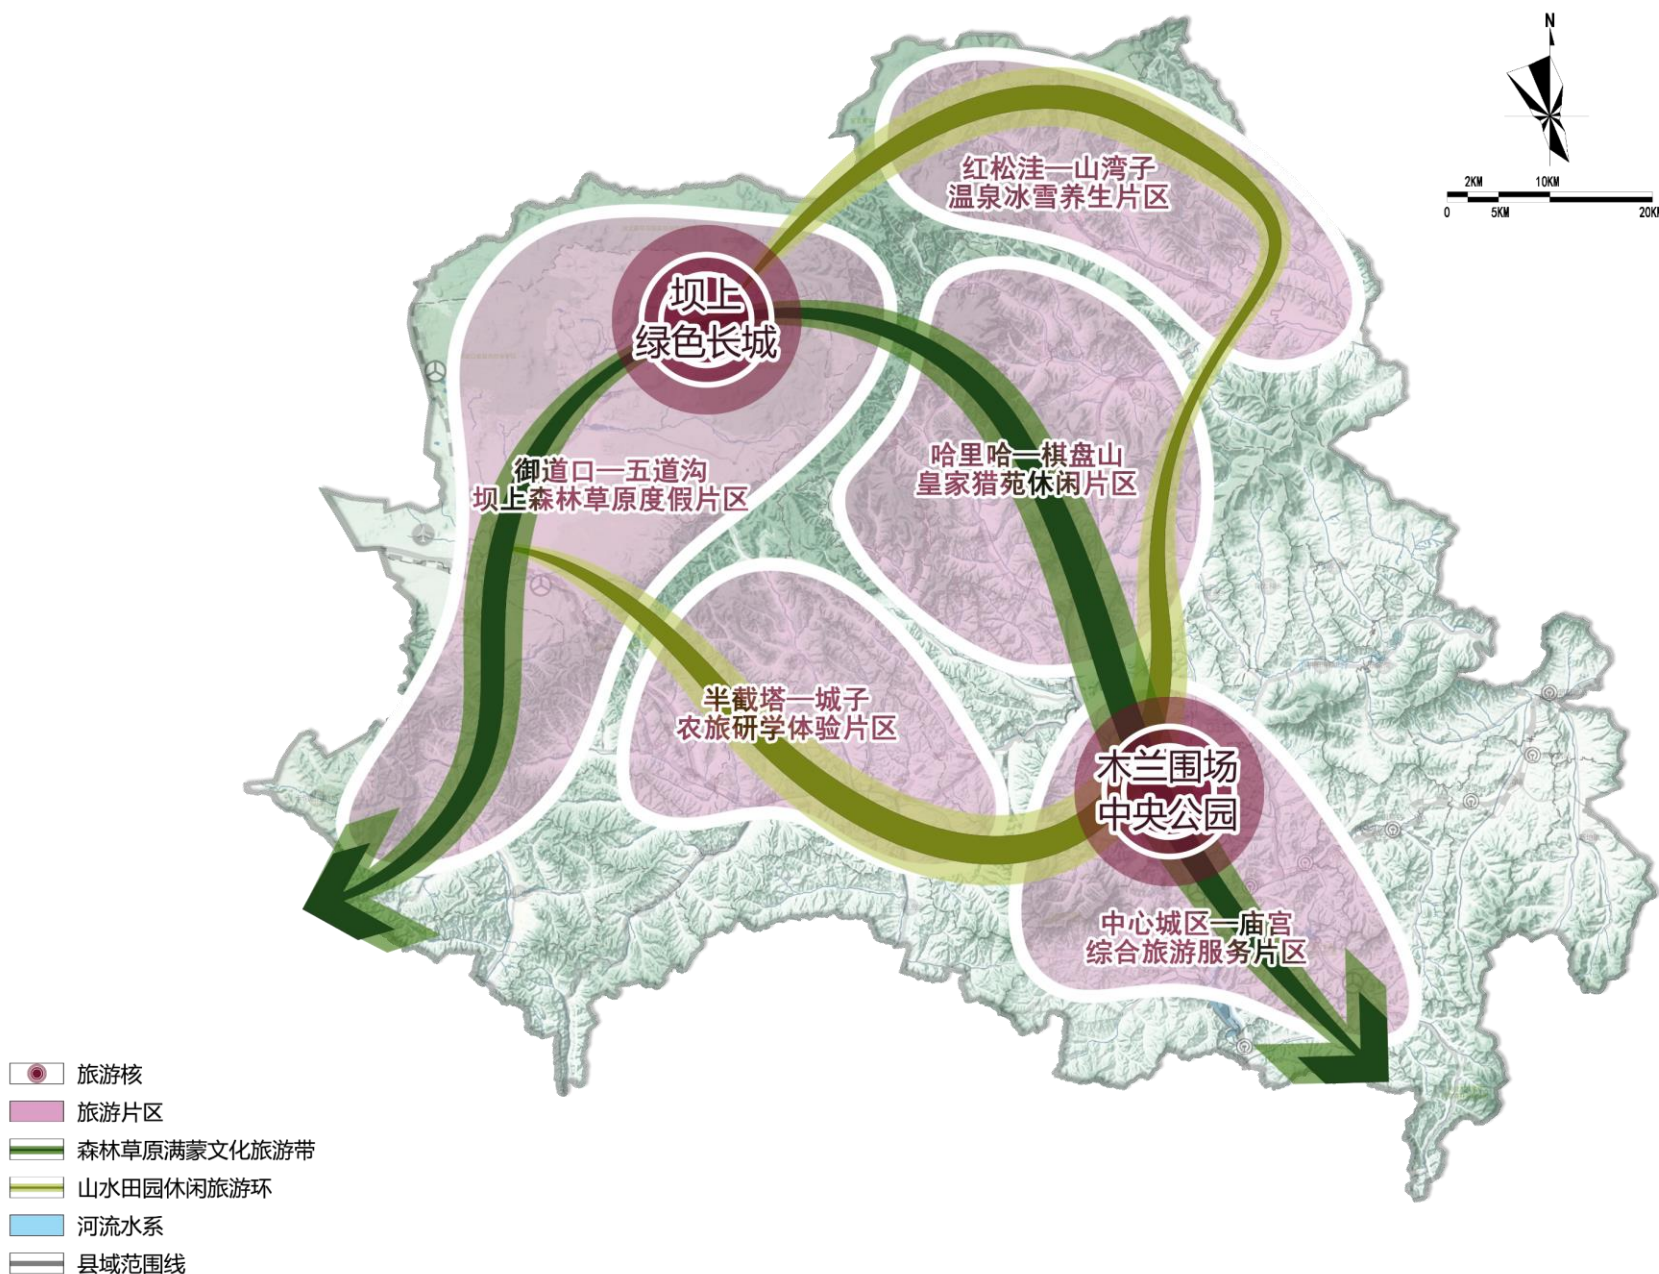 N
2KM
10KM
0
5KM
20KM
红松洼—山湾子
温泉冰雪养生片区
坝上
绿色长城
御道口—五道沟
坝上森林草原度假片区
哈里哈—棋盘山
皇家猎苑休闲片区
半截塔—城子
农旅研学体验片区
木兰围场
中央公园
中心城区—庙宫
综合旅游服务片区
旅游核
旅游片区
森林草原满蒙文化旅游带
山水田园休闲旅游环
河流水系
县域范围线